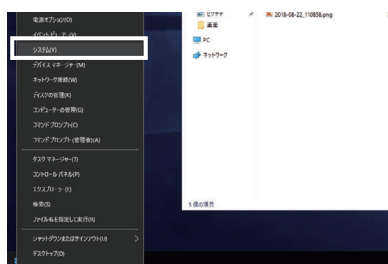 電源オプション(O)
イベント ビューアー(V)
システム(Y)
デバイス マネージャー(M)
ネットワーク接続(W)
ディスクの管理(K)
コンピューターの管理(G)
コマンド プロンプト(C)
コマンド プロンプト (管理者)(A)
タスク マネージャー(T)
コントロール パネル(P)
エクスプローラー(E)
検索(S)
ファイル名を指定して実行(R)
シャットダウンまたはサインアウト(U)
デスクトップ(D)
ピクチャ
画面
PC
ネットワーク
2018-08-22_110858.png
5 個の項目